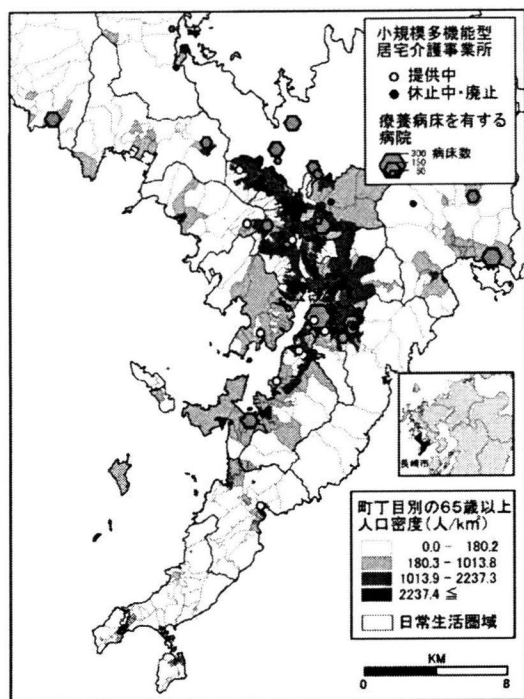 小規模多機能型
居宅介護事業所
提供中
休止中・廃止
療養病床を有する
病院
300 病床数
150
50
長崎市
町丁目別の65歳以上
人口密度(人/km²)
0.0 - 180.2
180.3 - 1013.8
1013.9 - 2237.3
2237.4 ≦
日常生活圏域
KM
0 8